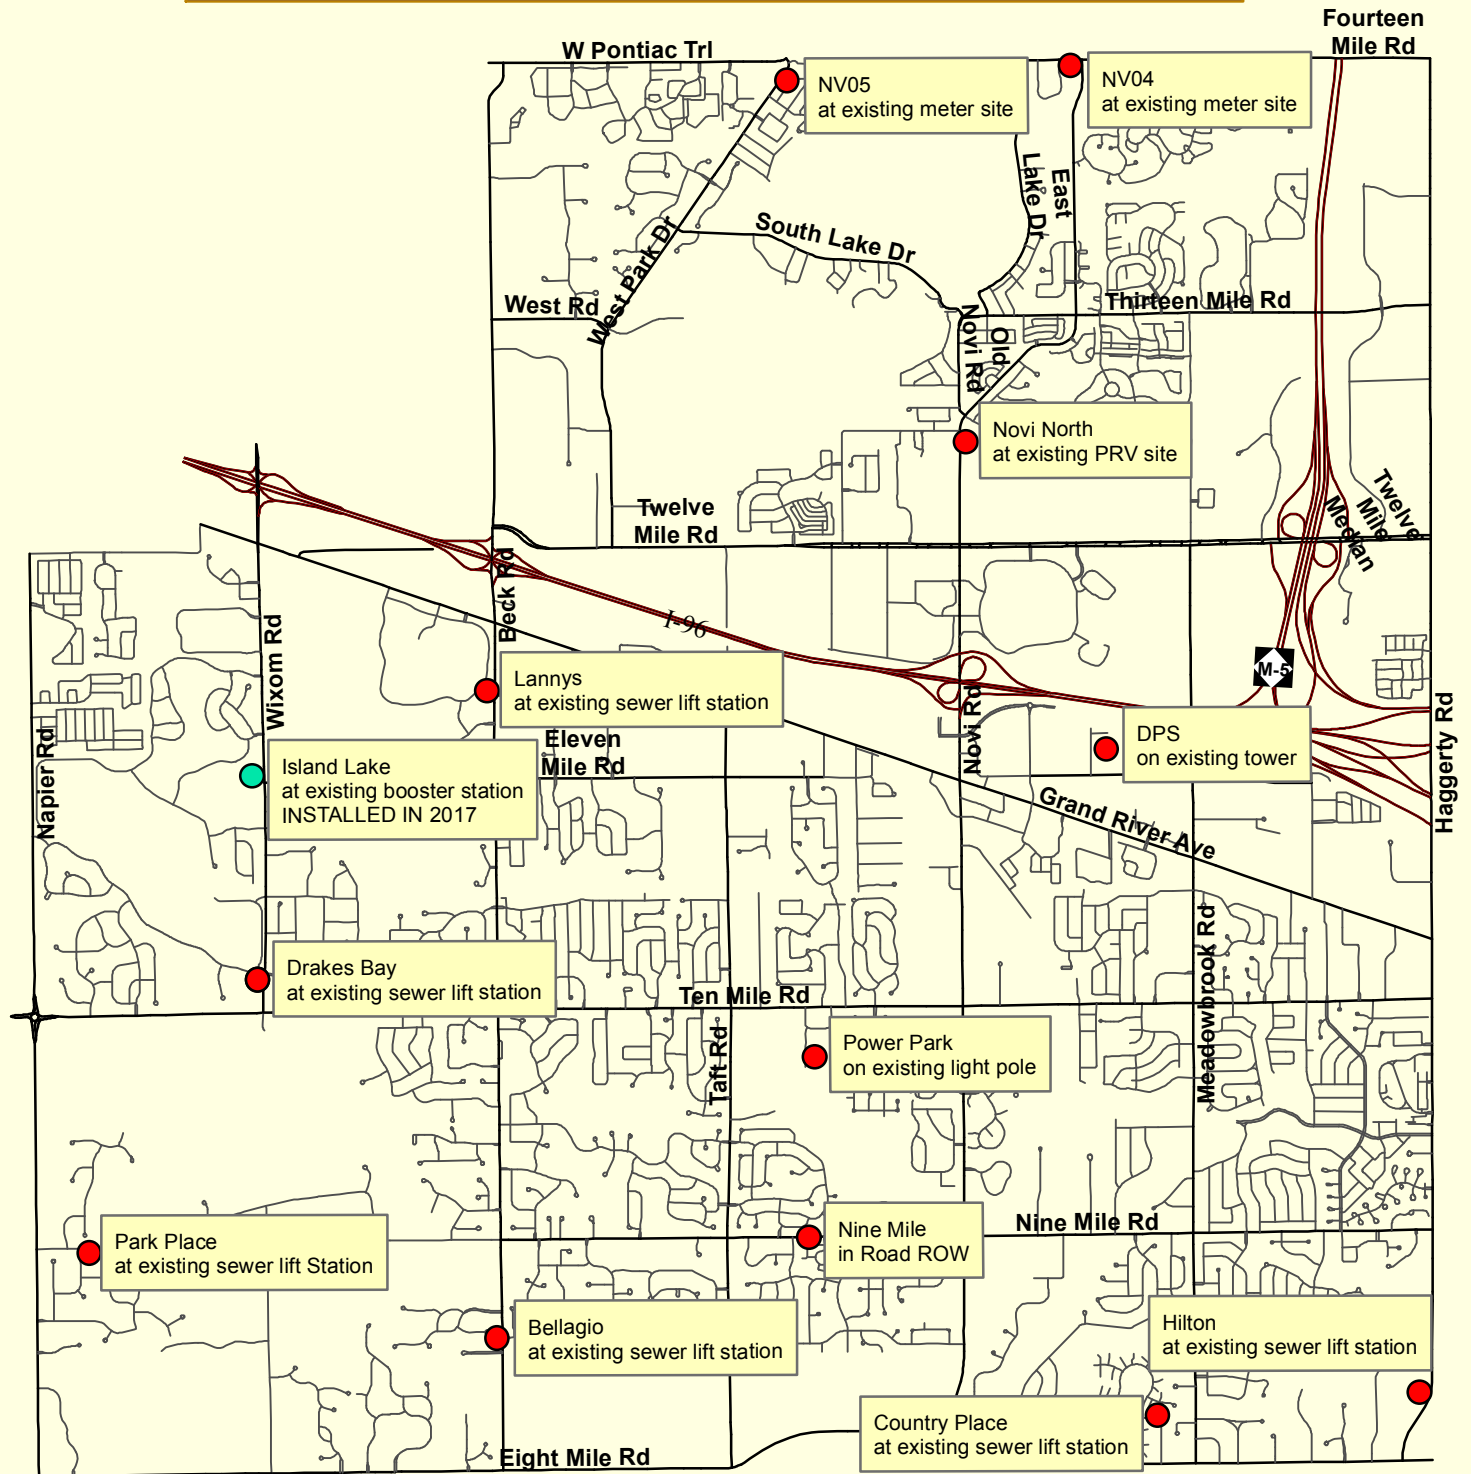 Fourteen
Mile Rd
W Pontiac Trl
NV05
at existing meter site
NV04
at existing meter site
East
Lake Dr
South Lake Dr
West Park Dr
West Rd
Thirteen Mile Rd
Old
Novi Rd
Novi North
at existing PRV site
Twelve
Mile Rd
Twelve
Mile
Median
Beck Rd
I-96
Wixom Rd
M-5
Lannys
at existing sewer lift station
Novi Rd
DPS
on existing tower
Haggerty Rd
Napier Rd
Eleven
Mile Rd
Island Lake
at existing booster station
INSTALLED IN 2017
Grand River Ave
Meadowbrook Rd
Drakes Bay
at existing sewer lift station
Ten Mile Rd
Taft Rd
Power Park
on existing light pole
Park Place
at existing sewer lift Station
Nine Mile
in Road ROW
Nine Mile Rd
Bellagio
at existing sewer lift station
Hilton
at existing sewer lift station
Country Place
at existing sewer lift station
Eight Mile Rd